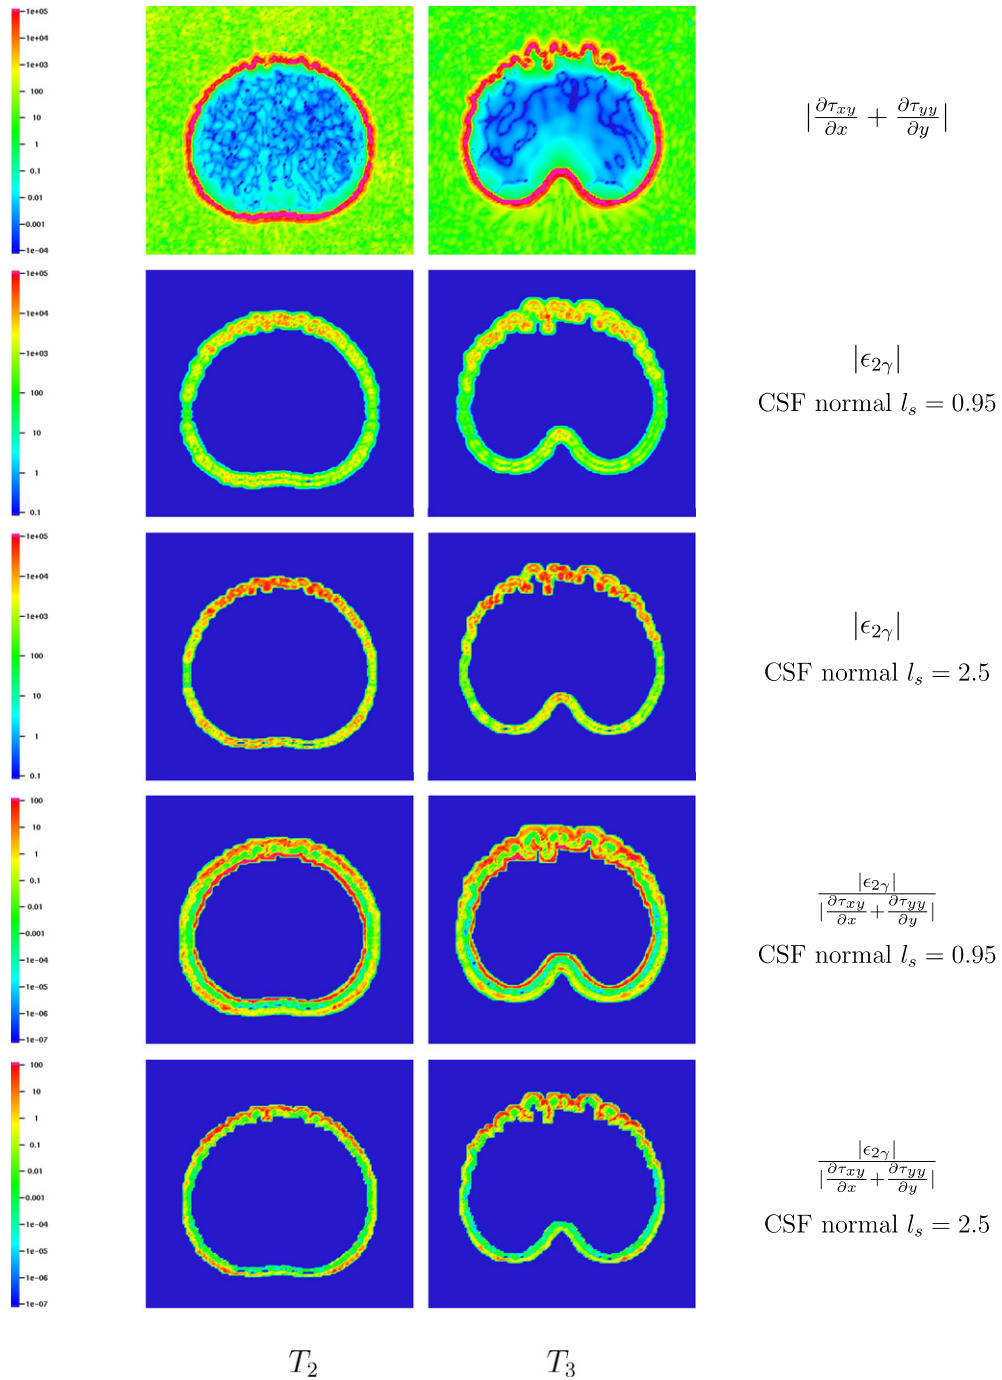 1e+05
1e+04
1e+03
100
10
1
0.1
0.01
0.001
1e-04
|∂τxy/∂x + ∂τyy/∂y|
1e+05
1e+04
1e+03
100
10
1
0.1
|ϵ2γ|
CSF normal ls = 0.95
1e+05
1e+04
1e+03
100
10
1
0.1
|ϵ2γ|
CSF normal ls = 2.5
100
10
1
0.1
0.01
0.001
1e-04
1e-05
1e-06
1e-07
|ϵ2γ|
|∂τxy/∂x+∂τyy/∂y|
CSF normal ls = 0.95
100
10
1
0.1
0.01
0.001
1e-04
1e-05
1e-06
1e-07
|ϵ2γ|
|∂τxy/∂x+∂τyy/∂y|
CSF normal ls = 2.5
T2 T3